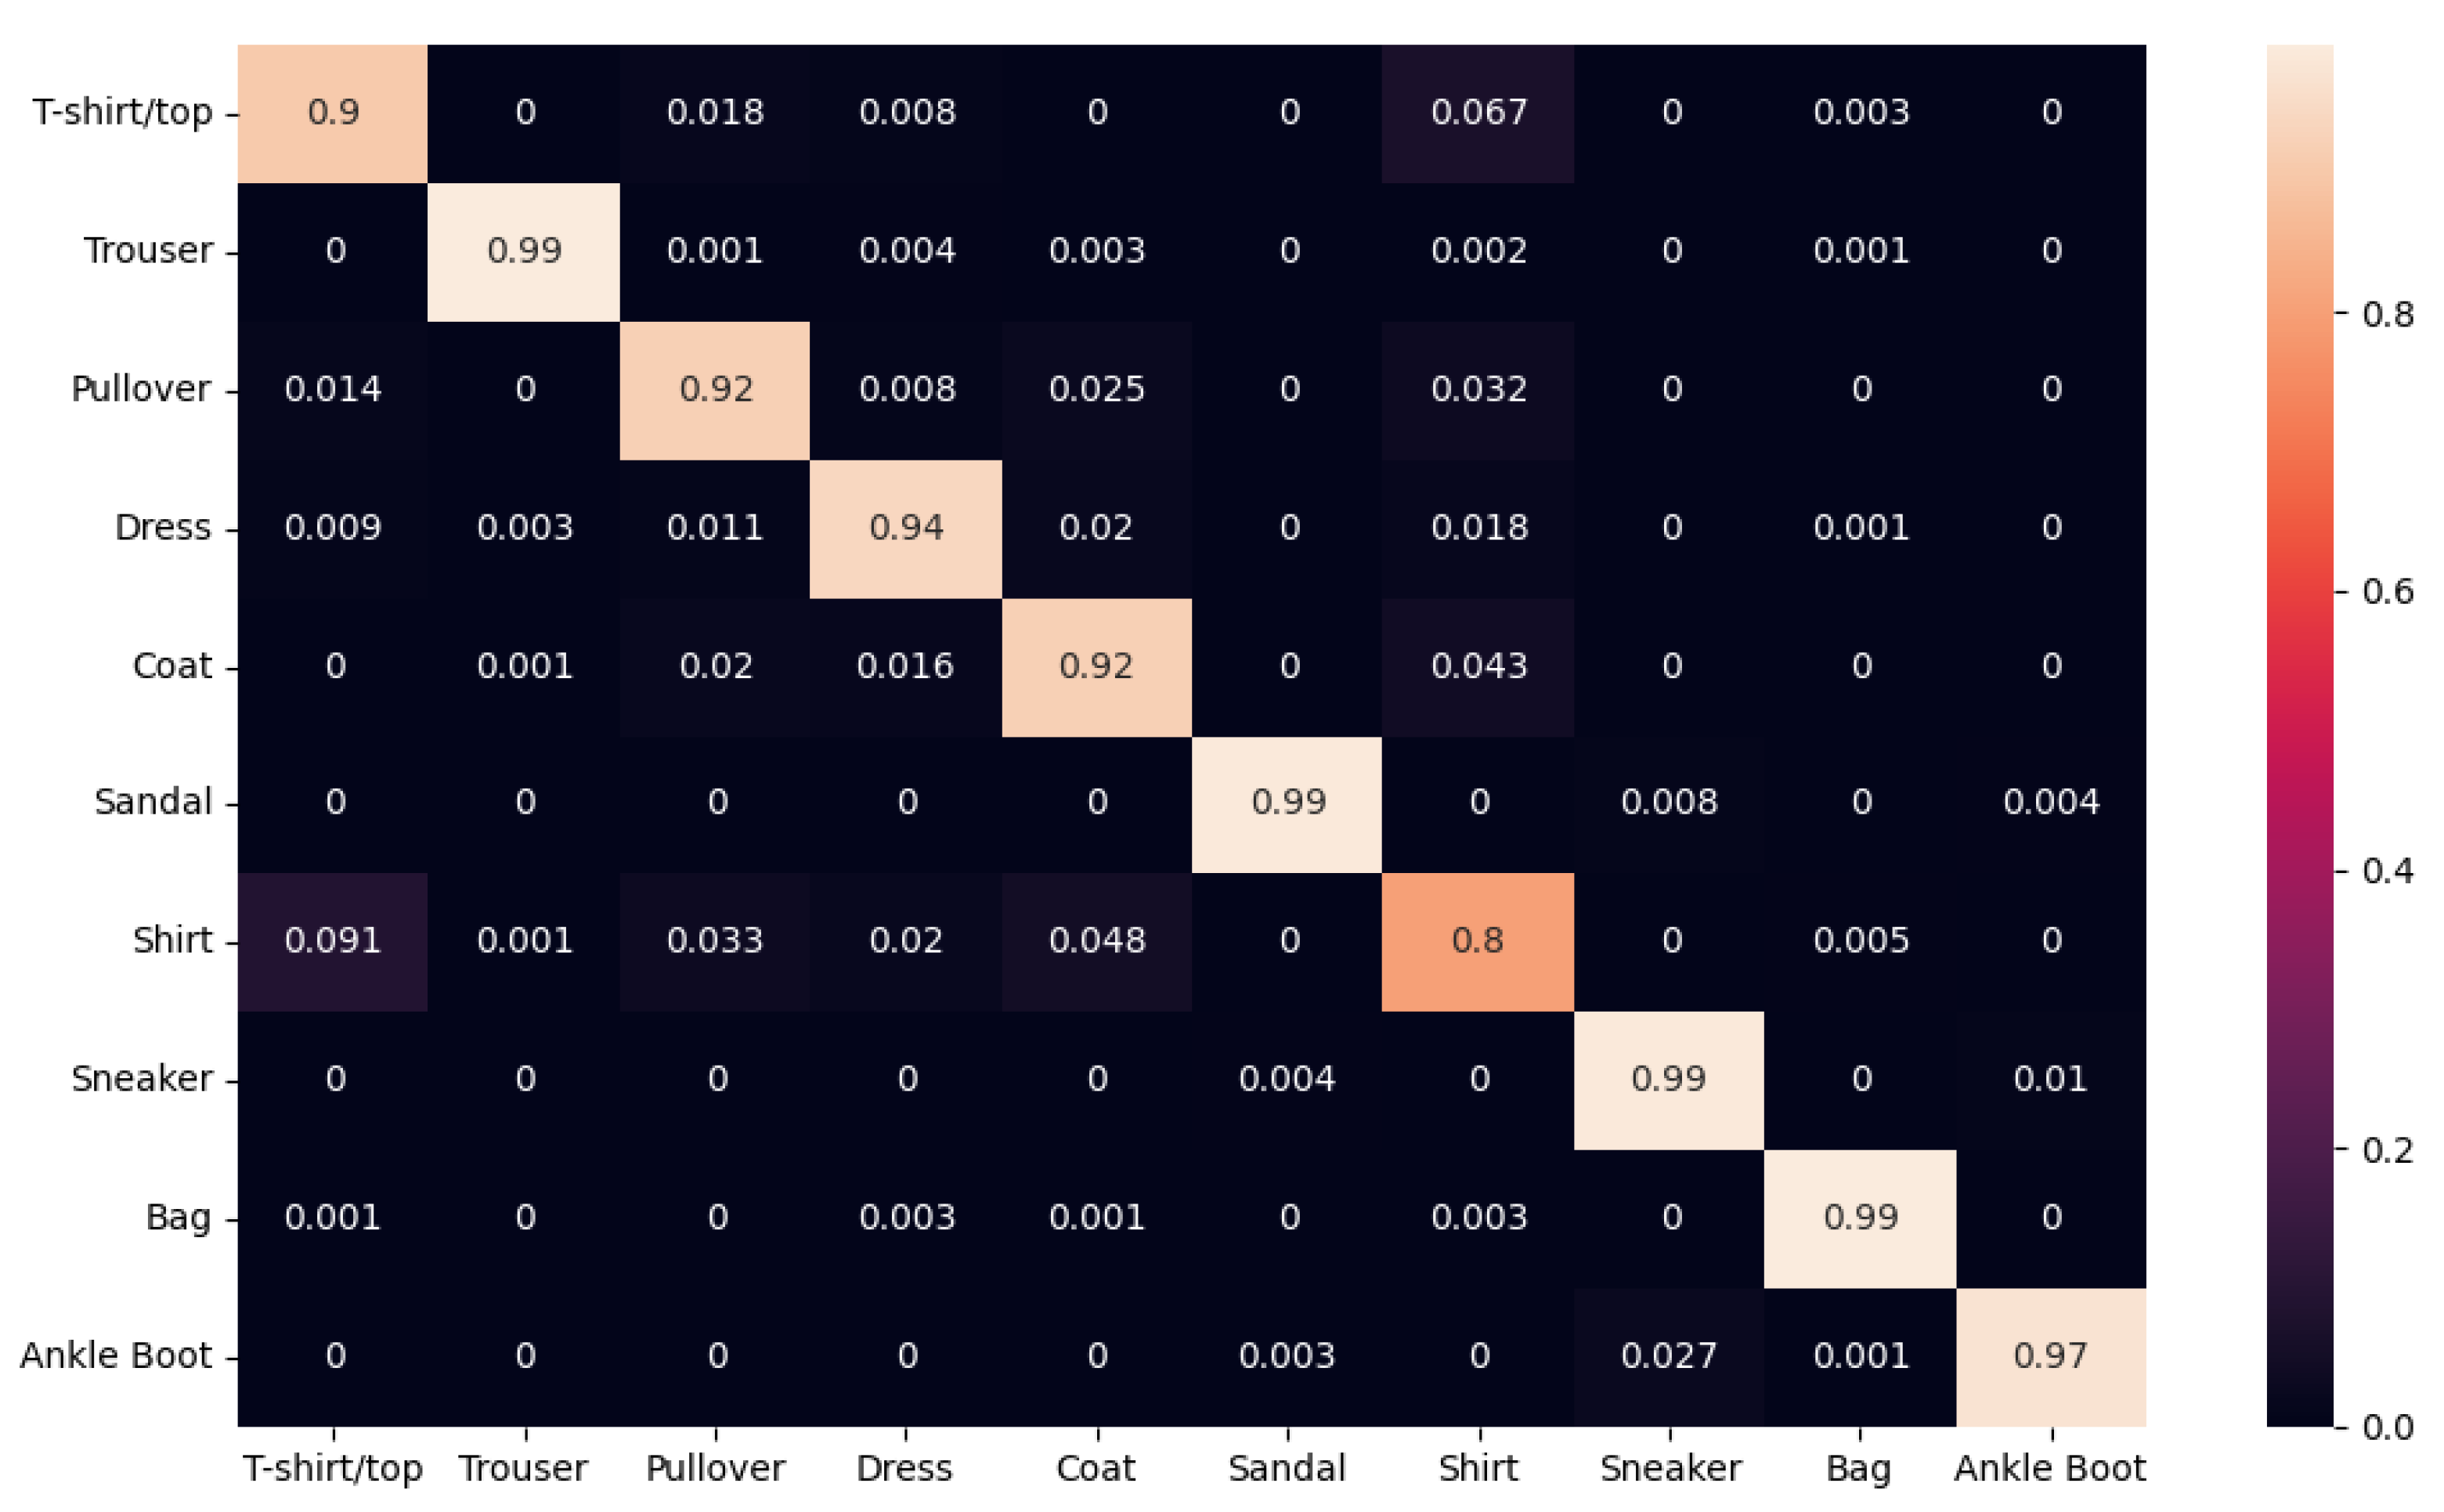 T-shirt/top 0.9 0 0.018 0.008 0 0 0.067 0 0.003 0
Trouser 0 0.99 0.001 0.004 0.003 0 0.002 0 0.001 0
0.8
Pullover 0.014 0 0.92 0.008 0.025 0 0.032 0 0 0
Dress 0.009 0.003 0.011 0.94 0.02 0 0.018 0 0.001 0
0.6
Coat 0 0.001 0.02 0.016 0.92 0 0.043 0 0 0
Sandal 0 0 0 0 0 0.99 0 0.008 0 0.004
0.4
Shirt 0.091 0.001 0.033 0.02 0.048 0 0.8 0 0.005 0
Sneaker 0 0 0 0 0 0.004 0 0.99 0 0.01
0.2
Bag 0.001 0 0 0.003 0.001 0 0.003 0 0.99 0
Ankle Boot 0 0 0 0 0 0.003 0 0.027 0.001 0.97
0.0
T-shirt/top Trouser Pullover Dress Coat Sandal Shirt Sneaker Bag Ankle Boot